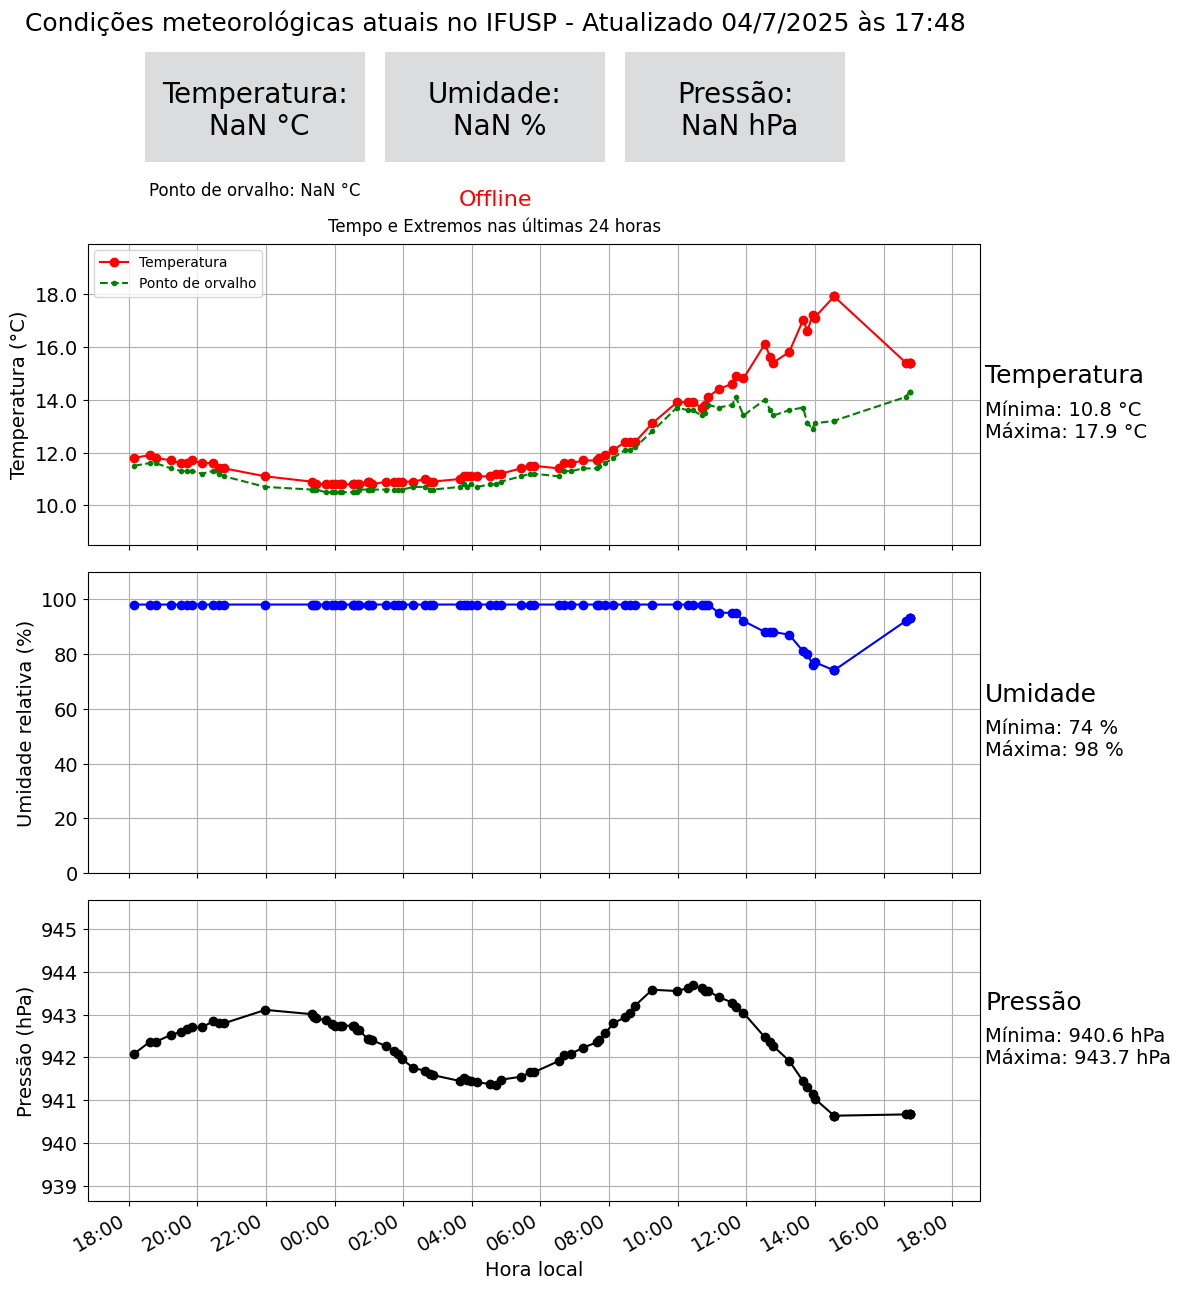 Condições meteorológicas atuais no IFUSP - Atualizado 04/7/2025 às 17:48
Temperatura:
NaN °C
Umidade:
NaN %
Pressão:
NaN hPa
Ponto de orvalho: NaN °C
Offline
Tempo e Extremos nas últimas 24 horas
Temperatura
Ponto de orvalho
Temperatura (°C)
18.0
16.0
14.0
12.0
10.0
Temperatura
Mínima: 10.8 °C
Máxima: 17.9 °C
Umidade relativa (%)
100
80
60
40
20
0
Umidade
Mínima: 74 %
Máxima: 98 %
Pressão (hPa)
945
944
943
942
941
940
939
Pressão
Mínima: 940.6 hPa
Máxima: 943.7 hPa
18:00 20:00 22:00 00:00 02:00 04:00 06:00 08:00 10:00 12:00 14:00 16:00 18:00
Hora local